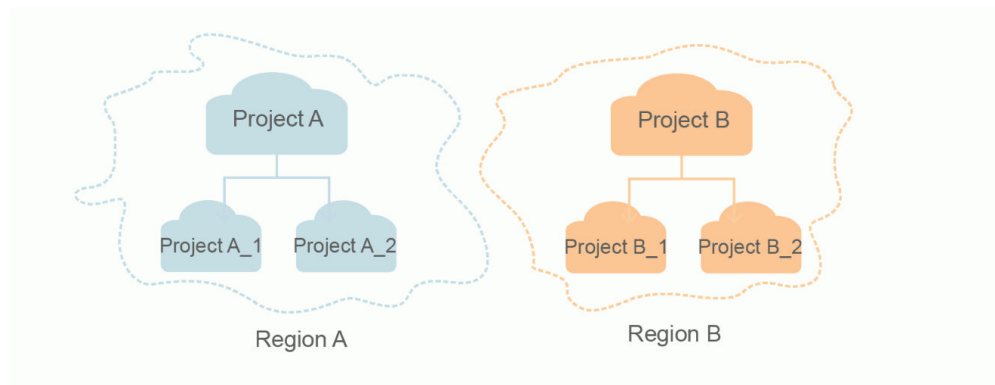 Project A
Project B
Project A_1
Project A_2
Project B_1
Project B_2
Region A
Region B